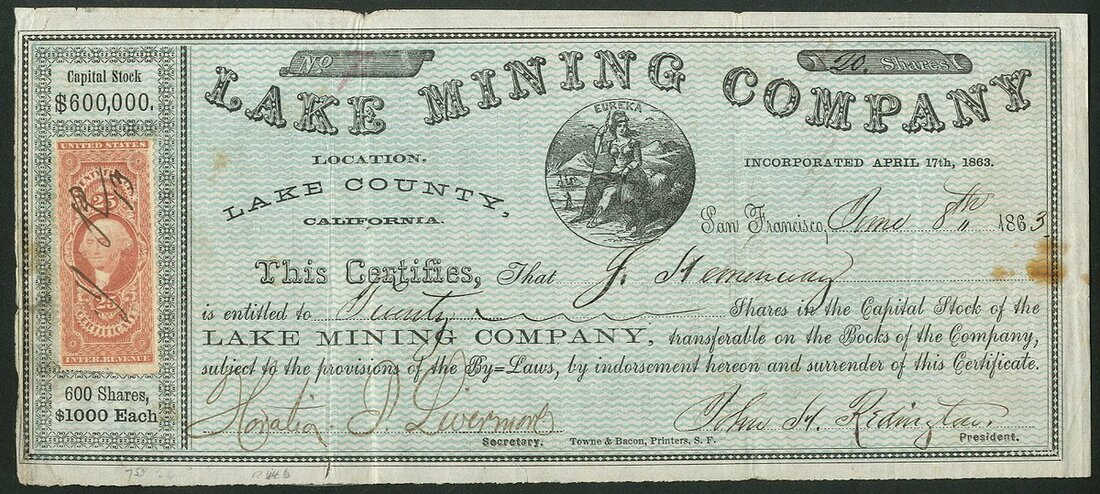 Capital Stock
$600,000.
UNITED STATES
25
25
CERTIFICATE
INTER. REVENUE
600 Shares,
$1000 Each
No
20 Shares
LAKE MINING COMPANY
EUREKA
LOCATION.
LAKE COUNTY,
CALIFORNIA.
INCORPORATED APRIL 17th, 1863.
San Francisco, June 8th 1863
This Certifies, That J. Hemenway
is entitled to Twenty Shares in the Capital Stock of the
LAKE MINING COMPANY, transferable on the Books of the Company,
subject to the provisions of the By=Laws, by indorsement hereon and surrender of this Certificate.
Horatio P. Livermore John H. Redington
Secretary. Towne & Bacon, Printers, S. F. President.